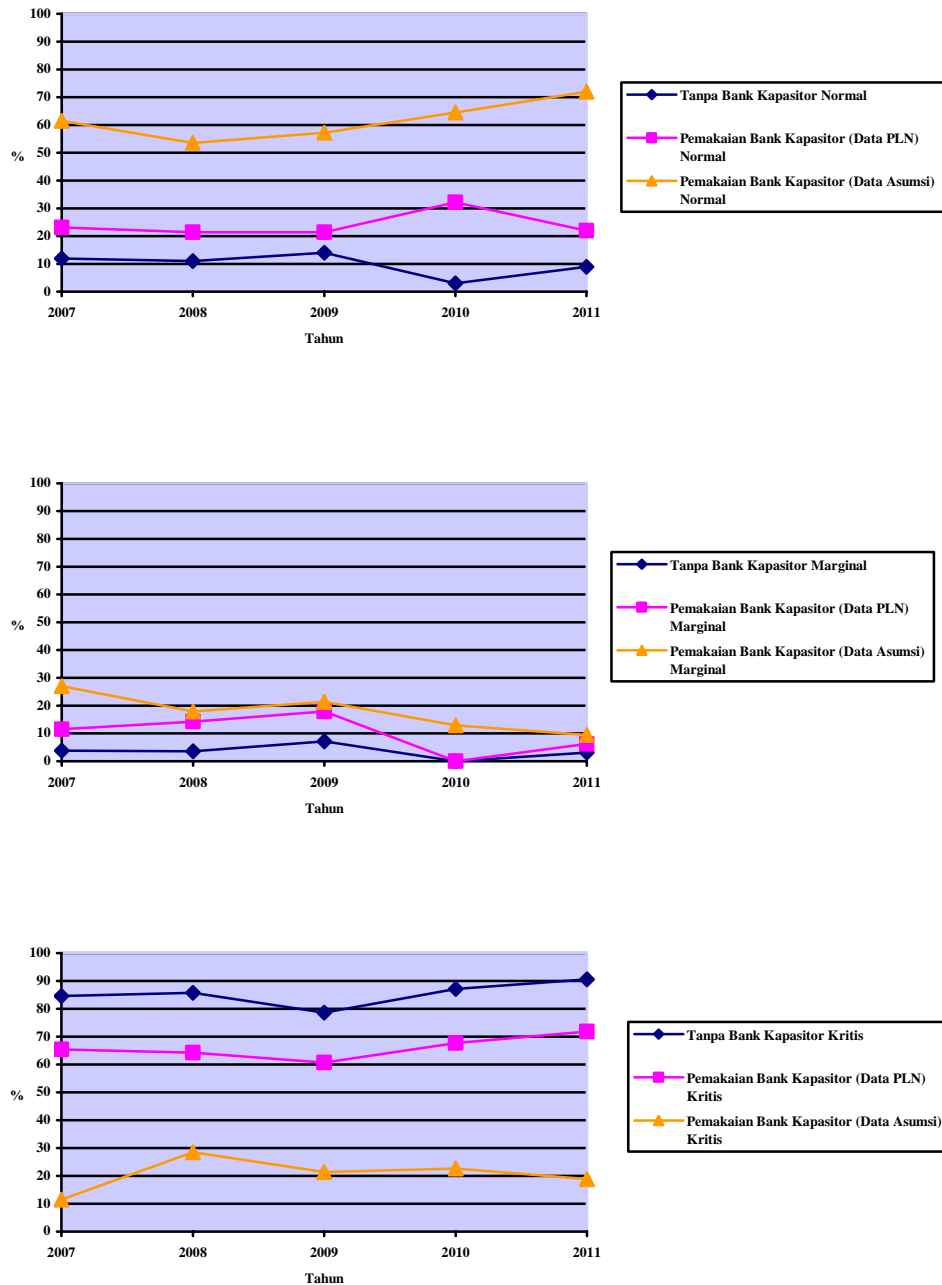 100
90
80
70
60
50
40
30
20
10
0
%
2007 2008 2009 2010 2011
Tahun
Tanpa Bank Kapasitor Normal
Pemakaian Bank Kapasitor (Data PLN)
Normal
Pemakaian Bank Kapasitor (Data Asumsi)
Normal
100
90
80
70
60
50
40
30
20
10
0
%
2007 2008 2009 2010 2011
Tahun
Tanpa Bank Kapasitor Marginal
Pemakaian Bank Kapasitor (Data PLN)
Marginal
Pemakaian Bank Kapasitor (Data Asumsi)
Marginal
100
90
80
70
60
50
40
30
20
10
0
%
2007 2008 2009 2010 2011
Tahun
Tanpa Bank Kapasitor Kritis
Pemakaian Bank Kapasitor (Data PLN)
Kritis
Pemakaian Bank Kapasitor (Data Asumsi)
Kritis